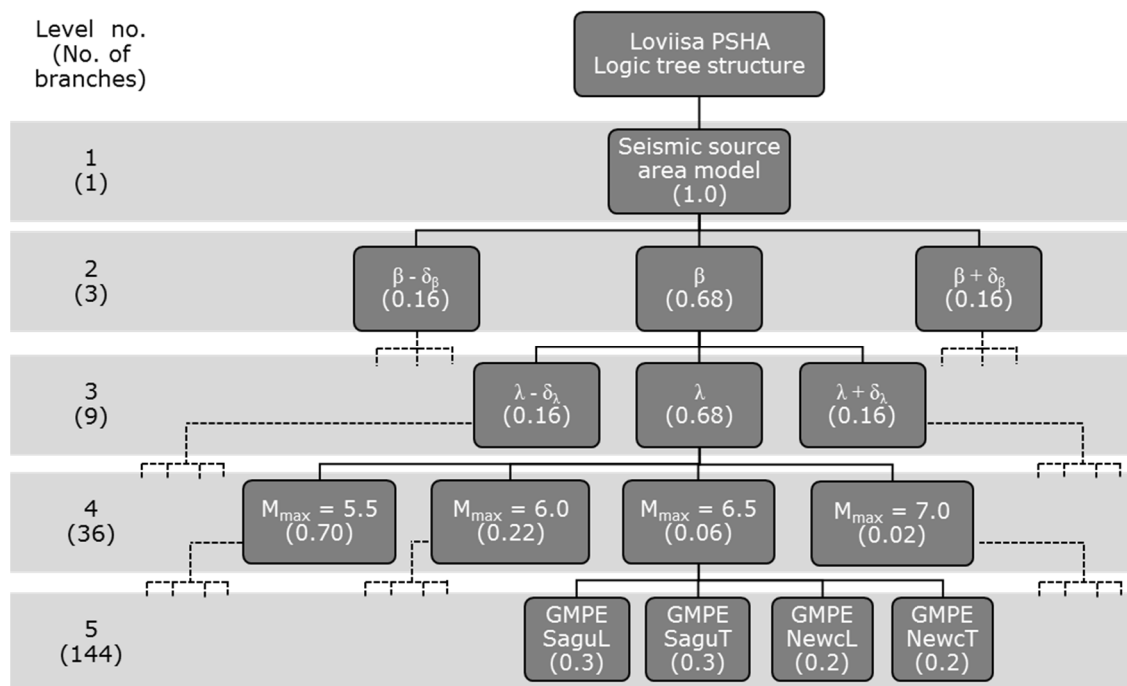 Level no.
(No. of
branches)
Loviisa PSHA
Logic tree structure
1
(1)
Seismic source
area model
(1.0)
2
(3)
β - δβ
(0.16)
β
(0.68)
β + δβ
(0.16)
3
(9)
λ - δλ
(0.16)
λ
(0.68)
λ + δλ
(0.16)
4
(36)
Mmax = 5.5
(0.70)
Mmax = 6.0
(0.22)
Mmax = 6.5
(0.06)
Mmax = 7.0
(0.02)
5
(144)
GMPE
SaguL
(0.3)
GMPE
SaguT
(0.3)
GMPE
NewcL
(0.2)
GMPE
NewcT
(0.2)